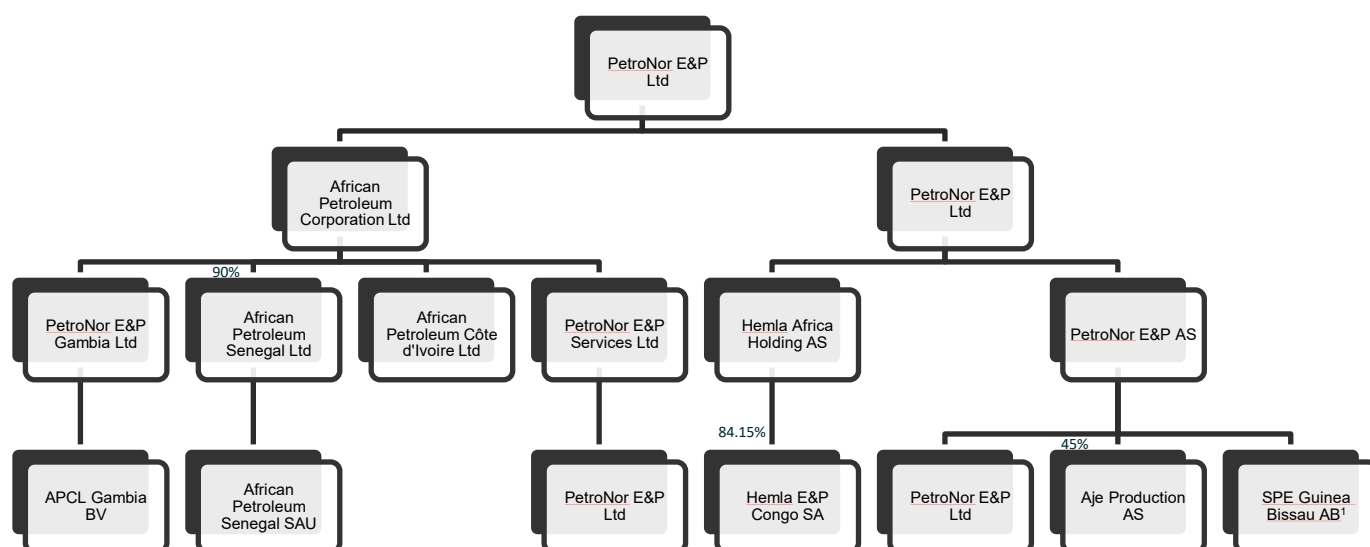 PetroNor E&P
Ltd
African
Petroleum
Corporation Ltd
PetroNor E&P
Ltd
90%
PetroNor E&P
Gambia Ltd
African
Petroleum
Senegal Ltd
African
Petroleum Côte
d'Ivoire Ltd
PetroNor E&P
Services Ltd
Hemla Africa
Holding AS
PetroNor E&P AS
84.15%
45%
APCL Gambia
BV
African
Petroleum
Senegal SAU
PetroNor E&P
Ltd
Hemla E&P
Congo SA
PetroNor E&P
Ltd
Aje Production
AS
SPE Guinea
Bissau AB¹